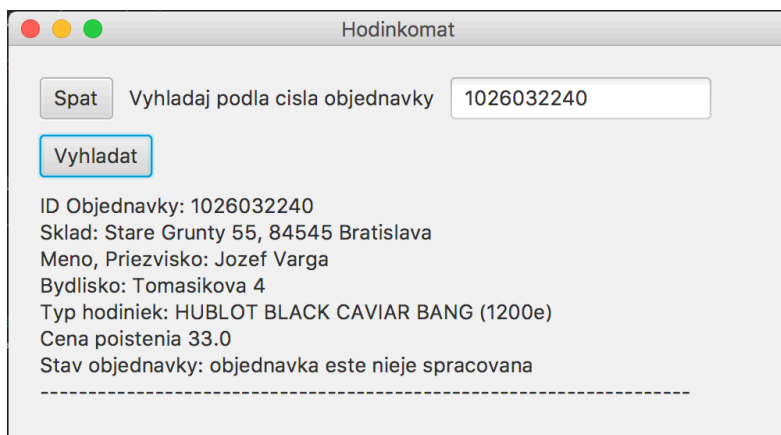 Hodinkomat
Spat Vyhladaj podla cisla objednavky 1026032240
Vyhladat
ID Objednavky: 1026032240
Sklad: Stare Grunty 55, 84545 Bratislava
Meno, Priezvisko: Jozef Varga
Bydlisko: Tomasikova 4
Typ hodiniek: HUBLOT BLACK CAVIAR BANG (1200e)
Cena poistenia 33.0
Stav objednavky: objednavka este nieje spracovana
--------------------------------------------------------------------